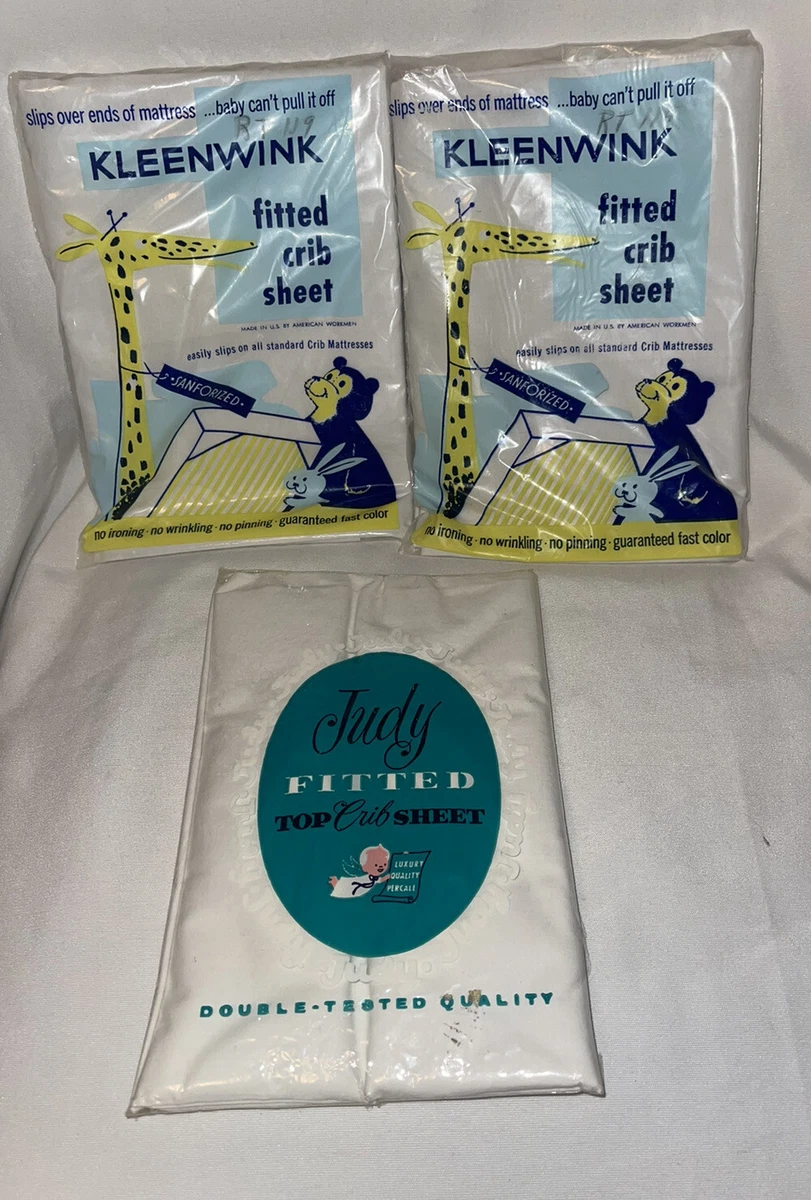 slips over ends of mattress ...baby can't pull it off
RT 119
KLEENWINK
fitted
crib
sheet
MADE IN U.S. BY AMERICAN WORKMEN
easily slips on all standard Crib Mattresses
·SANFORIZED·
no ironing · no wrinkling · no pinning · guaranteed fast color
slips over ends of mattress ...baby can't pull it off
RT
KLEENWINK
fitted
crib
sheet
MADE IN U.S. BY AMERICAN WORKMEN
easily slips on all standard Crib Mattresses
·SANFORIZED·
no ironing · no wrinkling · no pinning · guaranteed fast color
Judy
FITTED
TOP Crib SHEET
LUXURY
QUALITY
PERCALE
DOUBLE-TESTED QUALITY